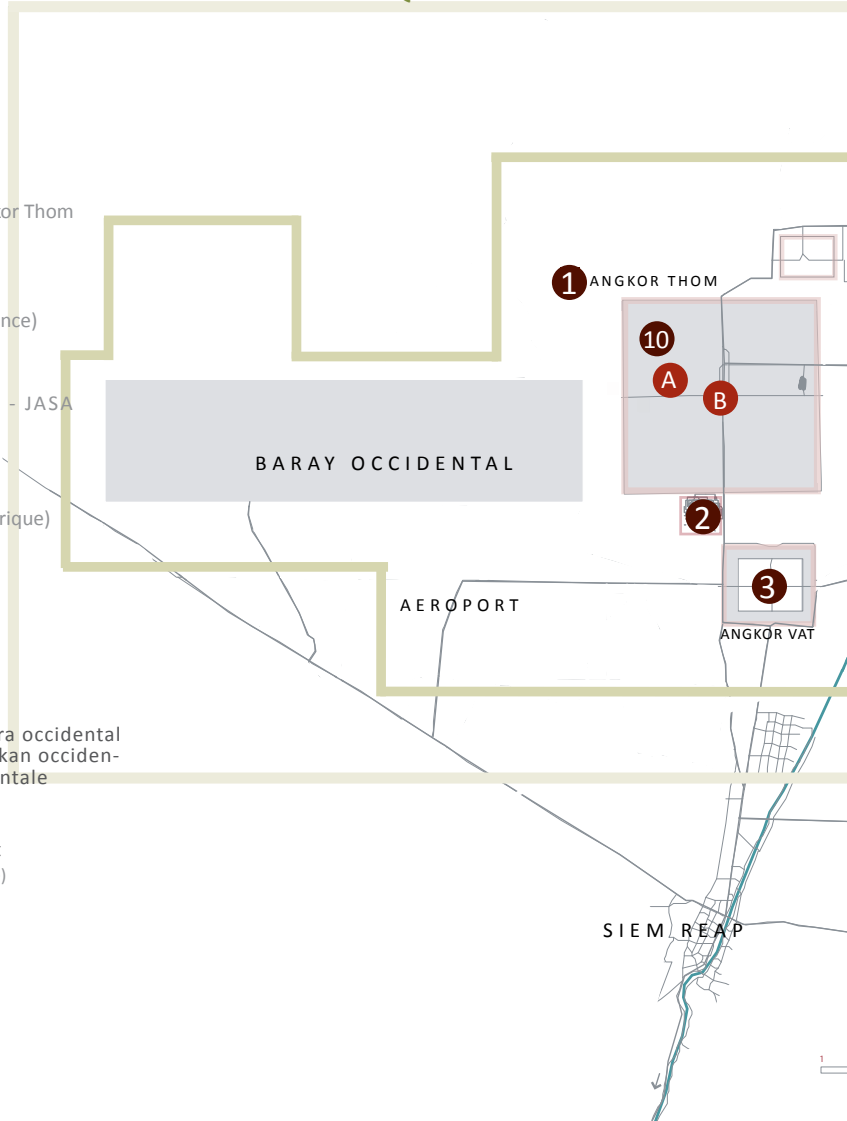 or Thom
1 ANGKOR THOM
nce)
10
A
B
- JASA
BARAY OCCIDENTAL
rique)
2
3
AEROPORT
ANGKOR VAT
ra occidental
kan occiden-
ntale
)
SIEM REAP
1